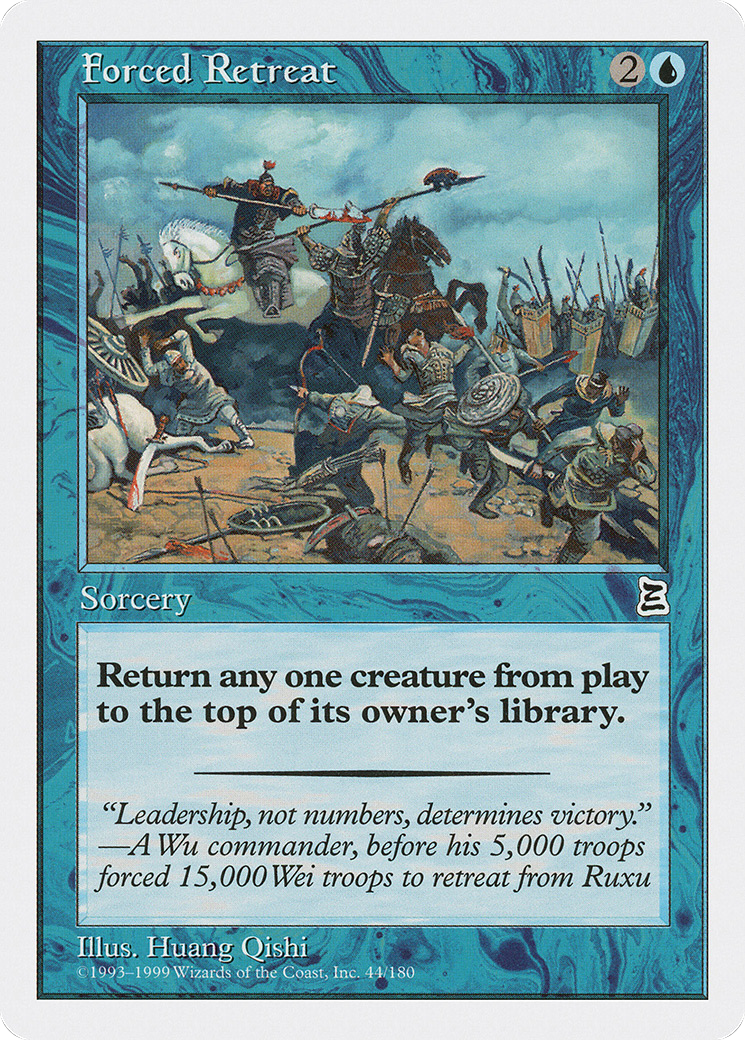 Forced Retreat
2
Sorcery
Return any one creature from play
to the top of its owner's library.
“Leadership, not numbers, determines victory.”
—A Wu commander, before his 5,000 troops
forced 15,000 Wei troops to retreat from Ruxu
Illus. Huang Qishi
©1993–1999 Wizards of the Coast, Inc. 44/180